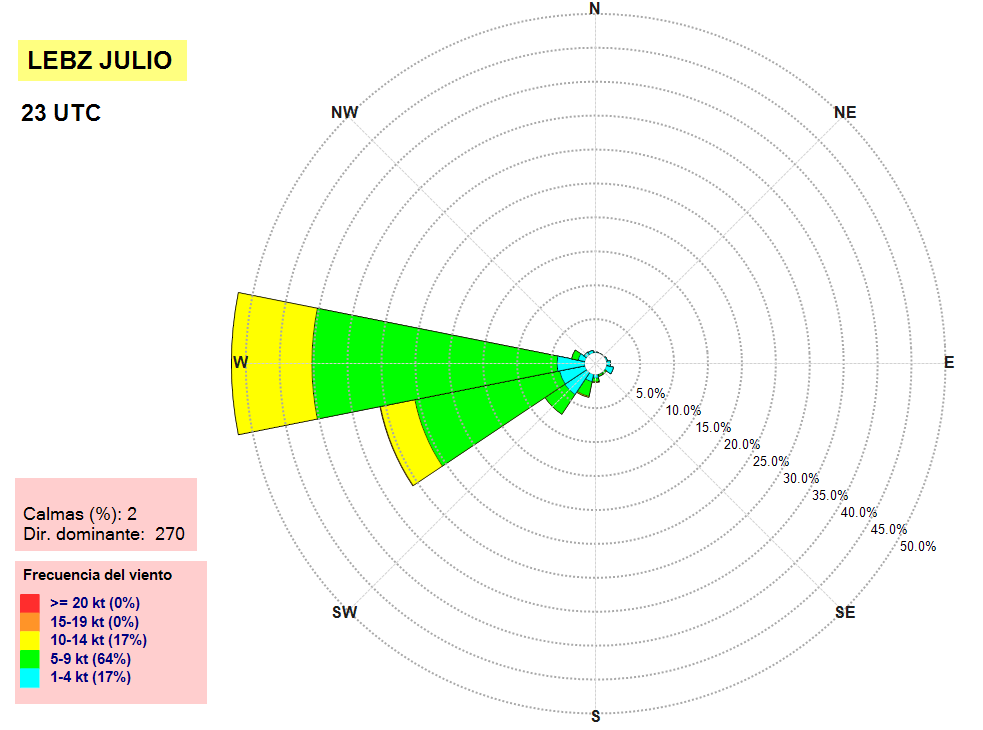 LEBZ JULIO
23 UTC
N
NW
NE
W
E
5.0%
10.0%
15.0%
20.0%
25.0%
30.0%
35.0%
40.0%
45.0%
50.0%
SW
SE
S
Calmas (%): 2
Dir. dominante: 270
Frecuencia del viento
>= 20 kt (0%)
15-19 kt (0%)
10-14 kt (17%)
5-9 kt (64%)
1-4 kt (17%)